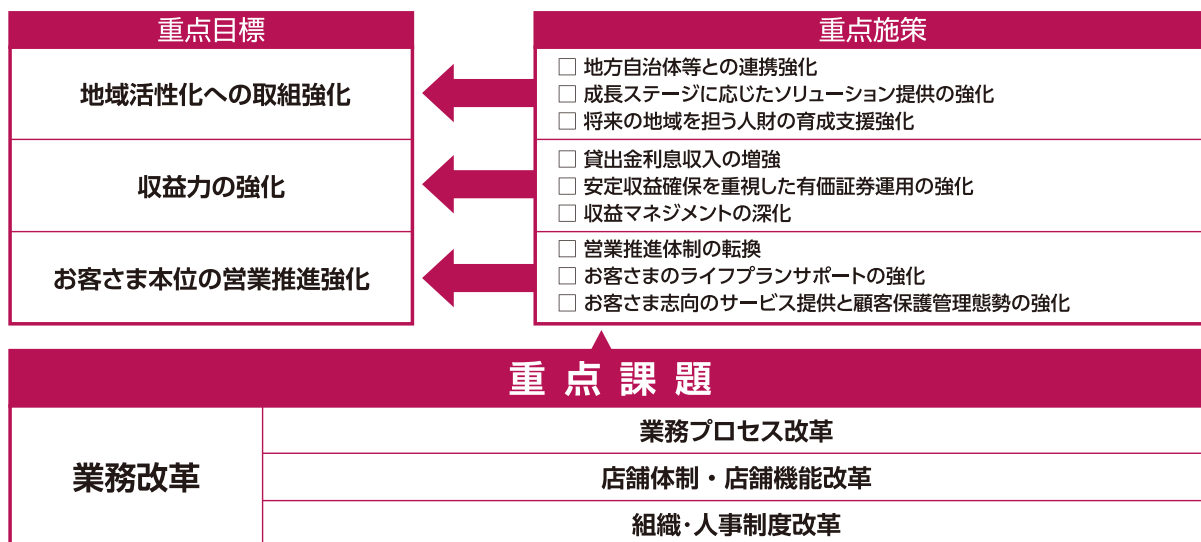 重点目標
重点施策
地域活性化への取組強化
□ 地方自治体等との連携強化
□ 成長ステージに応じたソリューション提供の強化
□ 将来の地域を担う人財の育成支援強化
収益力の強化
□ 貸出金利息収入の増強
□ 安定収益確保を重視した有価証券運用の強化
□ 収益マネジメントの深化
お客さま本位の営業推進強化
□ 営業推進体制の転換
□ お客さまのライフプランサポートの強化
□ お客さま志向のサービス提供と顧客保護管理態勢の強化
重点課題
業務改革
業務プロセス改革
店舗体制・店舗機能改革
組織・人事制度改革